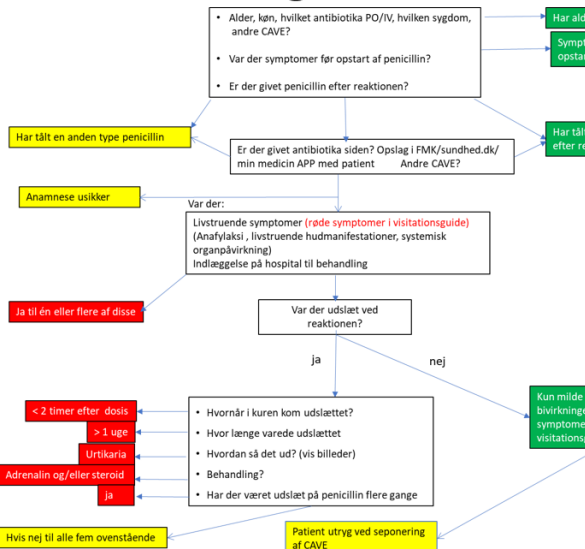 • Alder, køn, hvilket antibiotika PO/IV, hvilken sygdom,
andre CAVE?
• Var der symptomer før opstart af penicillin?
• Er der givet penicillin efter reaktionen?
Har ald
Symp
opstar
Har tålt en anden type penicillin
Er der givet antibiotika siden? Opslag i FMK/sundhed.dk/
min medicin APP med patient Andre CAVE?
Har tålt
efter re
Anamnese usikker
Var der:
Livstruende symptomer (røde symptomer i visitationsguide)
(Anafylaksi , livstruende hudmanifestationer, systemisk
organpåvirkning)
Indlæggelse på hospital til behandling
Ja til én eller flere af disse
Var der udslæt ved
reaktionen?
ja
nej
< 2 timer efter dosis
> 1 uge
Urtikaria
Adrenalin og/eller steroid
ja
• Hvornår i kuren kom udslættet?
• Hvor længe varede udslættet
• Hvordan så det ud? (vis billeder)
• Behandling?
• Har der været udslæt på penicillin flere gange
Kun milde
bivirkninge
symptome
visitations
Hvis nej til alle fem ovenstående
Patient utryg ved seponering
af CAVE